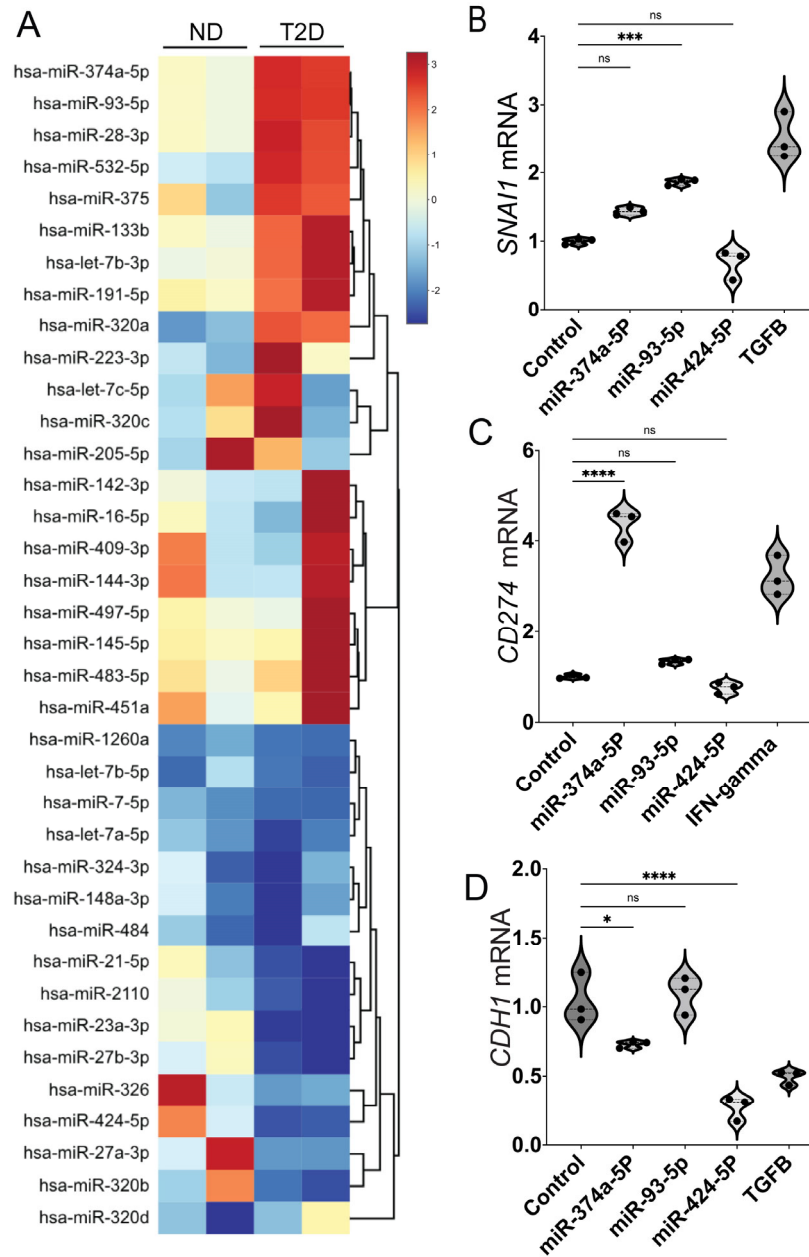 A
ND T2D
hsa-miR-374a-5p
hsa-miR-93-5p
hsa-miR-28-3p
hsa-miR-532-5p
hsa-miR-375
hsa-miR-133b
hsa-let-7b-3p
hsa-miR-191-5p
hsa-miR-320a
hsa-miR-223-3p
hsa-let-7c-5p
hsa-miR-320c
hsa-miR-205-5p
hsa-miR-142-3p
hsa-miR-16-5p
hsa-miR-409-3p
hsa-miR-144-3p
hsa-miR-497-5p
hsa-miR-145-5p
hsa-miR-483-5p
hsa-miR-451a
hsa-miR-1260a
hsa-let-7b-5p
hsa-miR-7-5p
hsa-let-7a-5p
hsa-miR-324-3p
hsa-miR-148a-3p
hsa-miR-484
hsa-miR-21-5p
hsa-miR-2110
hsa-miR-23a-3p
hsa-miR-27b-3p
hsa-miR-326
hsa-miR-424-5p
hsa-miR-27a-3p
hsa-miR-320b
hsa-miR-320d
3
2
1
0
-1
-2
B
SNAI1 mRNA
4
3
2
1
0
ns
***
ns
Control
miR-374a-5P
miR-93-5p
miR-424-5P
TGFB
C
CD274 mRNA
6
4
2
0
ns
ns
****
Control
miR-374a-5P
miR-93-5p
miR-424-5P
IFN-gamma
D
CDH1 mRNA
2.0
1.5
1.0
0.5
0.0
****
ns
*
Control
miR-374a-5P
miR-93-5p
miR-424-5P
TGFB